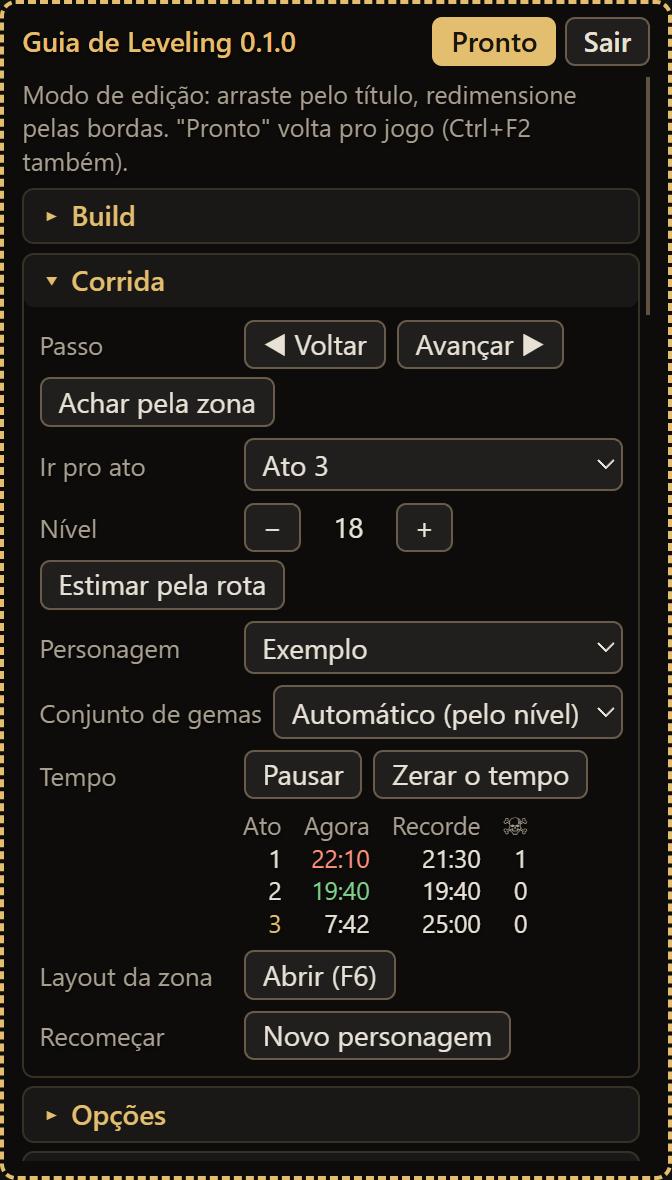 Guia de Leveling 0.1.0 Pronto Sair
Modo de edição: arraste pelo título, redimensione
pelas bordas. "Pronto" volta pro jogo (Ctrl+F2
também).
▸ Build
▾ Corrida
Passo ◀ Voltar Avançar ▶
Achar pela zona
Ir pro ato Ato 3
Nível − 18 +
Estimar pela rota
Personagem Exemplo
Conjunto de gemas Automático (pelo nível)
Tempo Pausar Zerar o tempo
Ato Agora Recorde ☠
1 22:10 21:30 1
2 19:40 19:40 0
3 7:42 25:00 0
Layout da zona Abrir (F6)
Recomeçar Novo personagem
▸ Opções